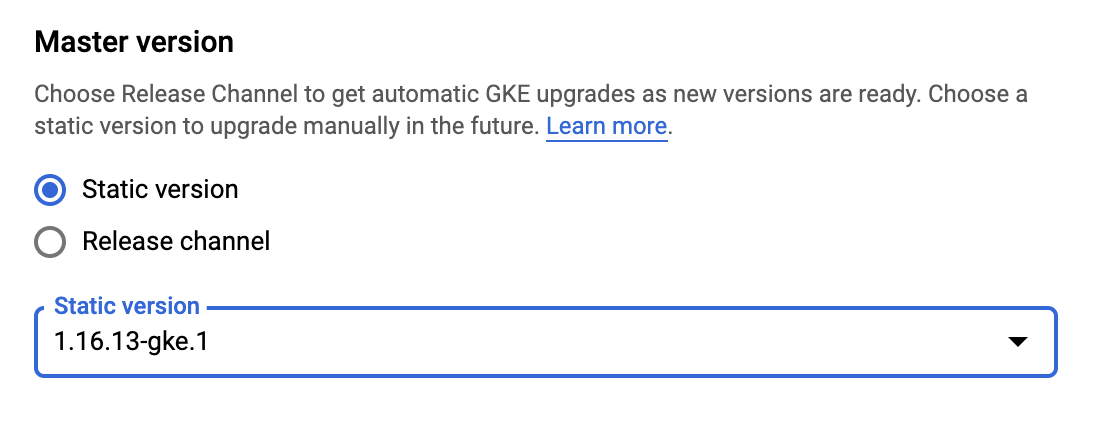 Master version
Choose Release Channel to get automatic GKE upgrades as new versions are ready. Choose a
static version to upgrade manually in the future. Learn more.
Static version
Release channel
Static version
1.16.13-gke.1